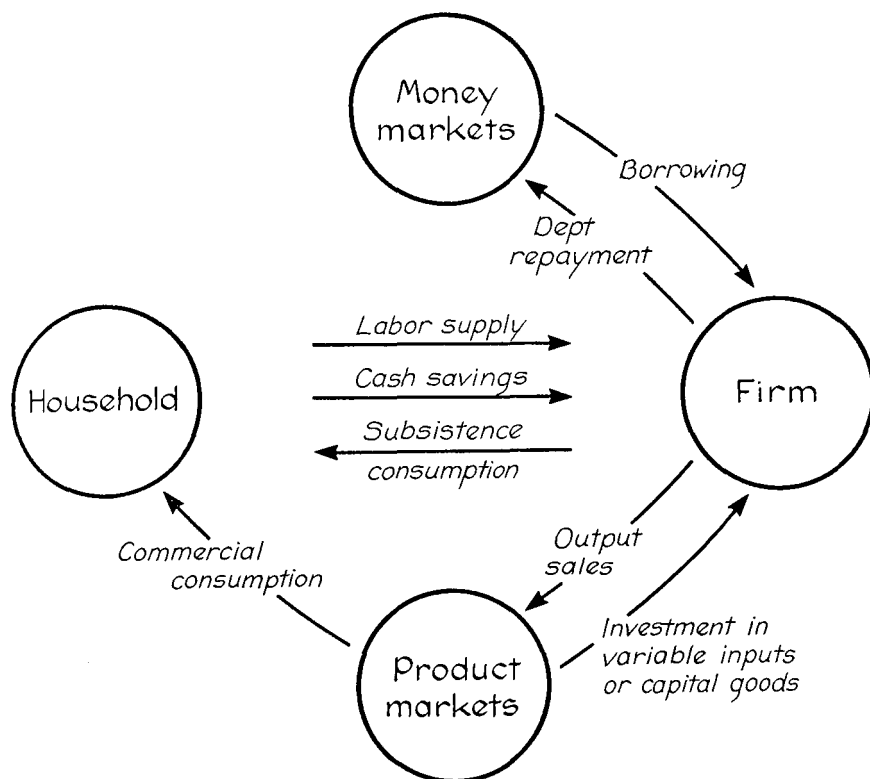 Money
markets
Borrowing
Dept
repayment
Labor supply
Cash savings
Subsistence
consumption
Household
Firm
Commercial
consumption
Output
sales
Product
markets
Investment in
variable inputs
or capital goods